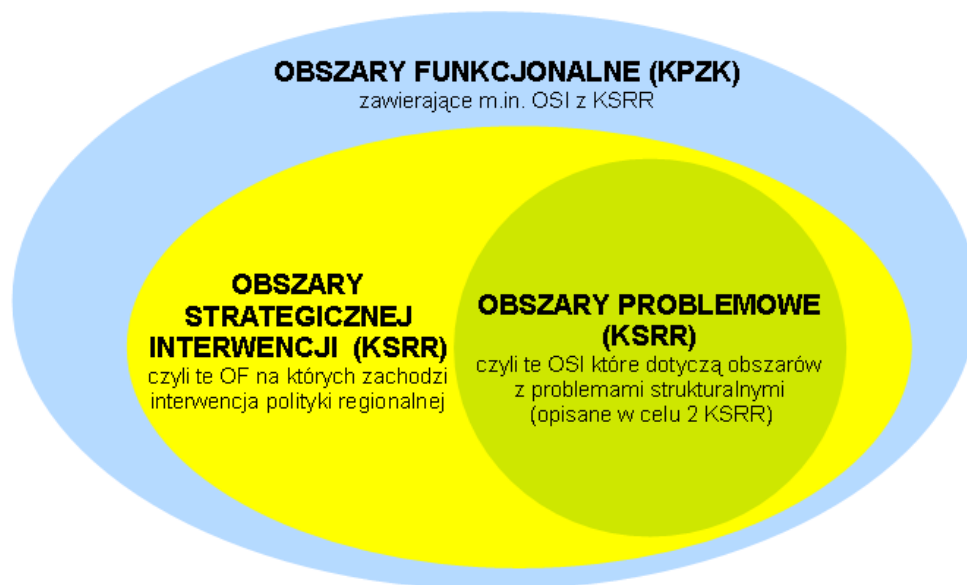 OBSZARY FUNKCJONALNE (KPZK)
zawierające m.in. OSI z KSRR
OBSZARY
STRATEGICZNEJ
INTERWENCJI (KSRR)
czyli te OF na których zachodzi
interwencja polityki regionalnej
OBSZARY PROBLEMOWE
(KSRR)
czyli te OSI które dotyczą obszarów
z problemami strukturalnymi
(opisane w celu 2 KSRR)